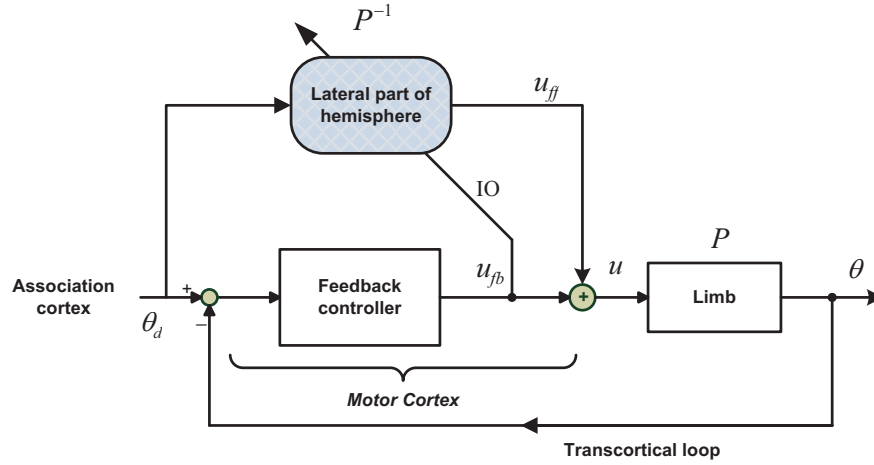 P⁻¹
Lateral part of
hemisphere
u_ff
IO
P
Association
cortex
+
Feedback
controller
u_fb
+
u
Limb
θ
θ_d
−
Motor Cortex
Transcortical loop